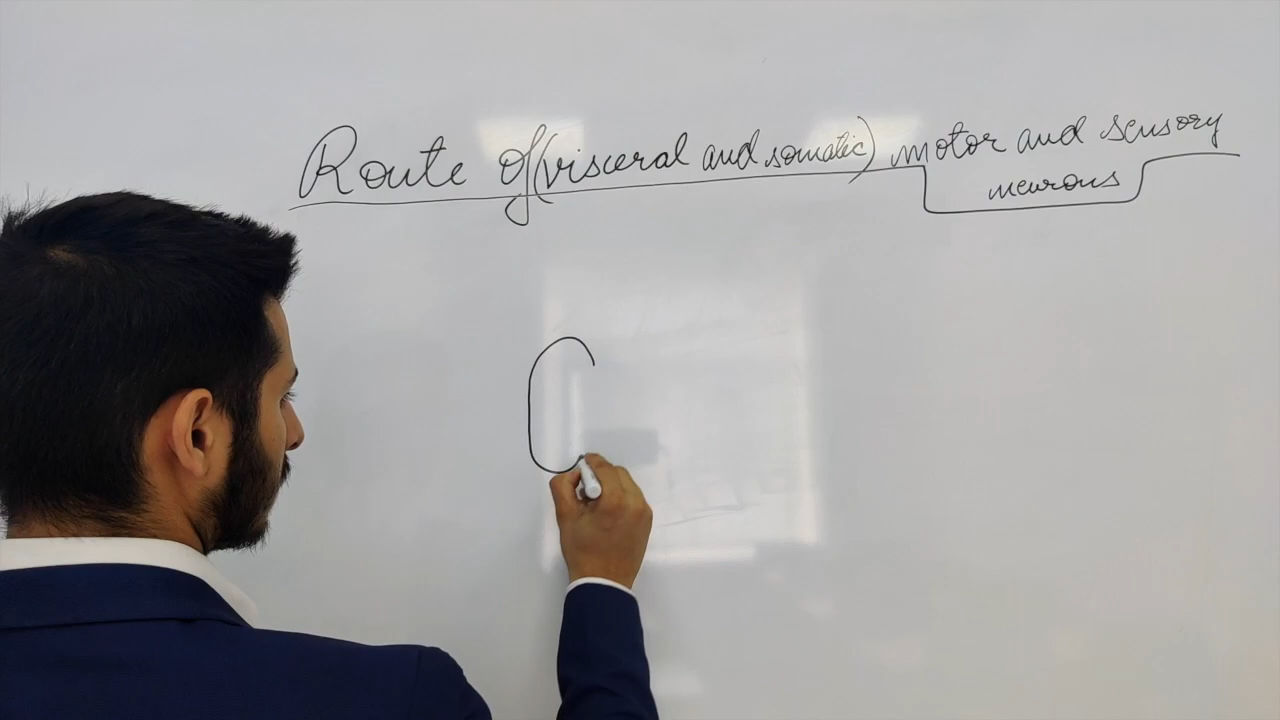 Route of (visceral and somatic) motor and sensory
neurons